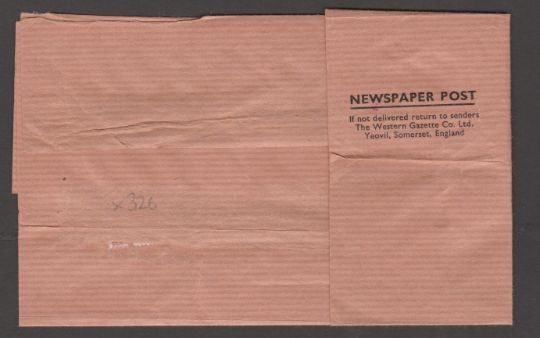 NEWSPAPER POST
If not delivered return to senders
The Western Gazette Co. Ltd.
Yeovil, Somerset, England
x326